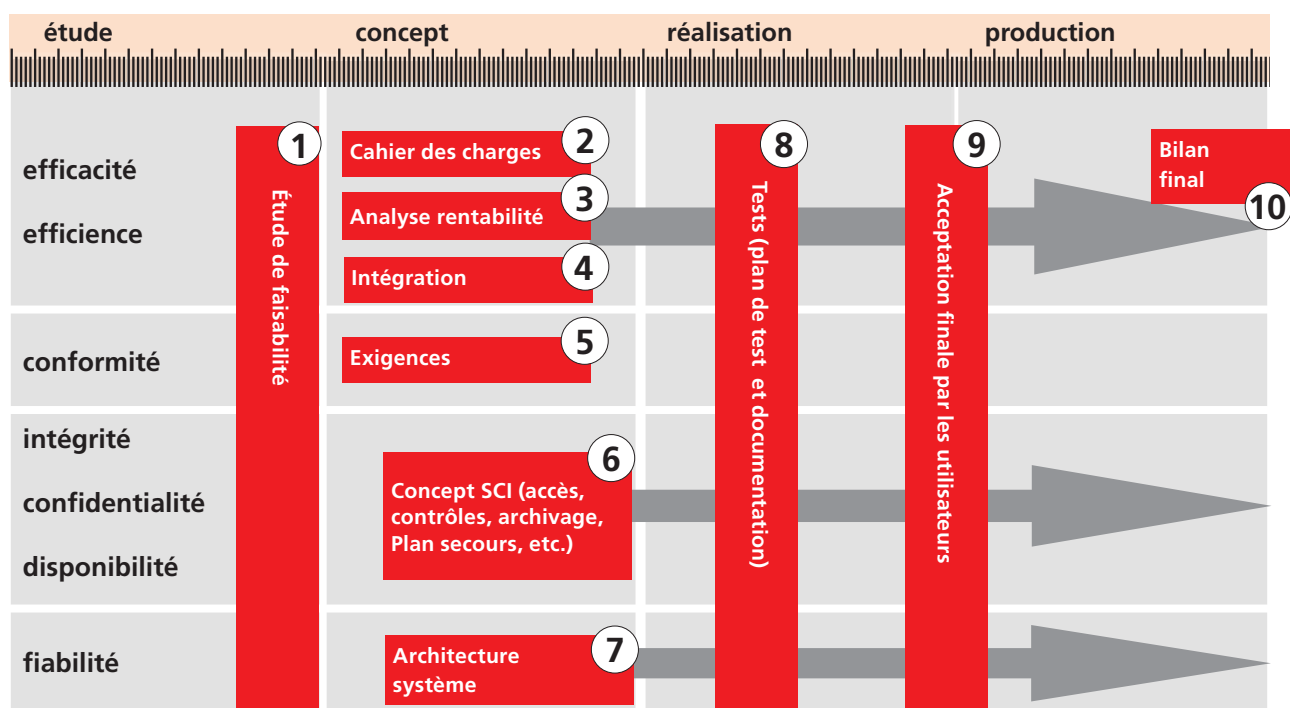 étude concept réalisation production
efficacité
efficience
conformité
intégrité
confidentialité
disponibilité
fiabilité
1
Étude de faisabilité
Cahier des charges 2
Analyse rentabilité 3
Intégration 4
Exigences 5
6
Concept SCI (accès,
contrôles, archivage,
Plan secours, etc.)
7
Architecture
système
8
Tests (plan de test et documentation)
9
Acceptation finale par les utilisateurs
Bilan
final
10